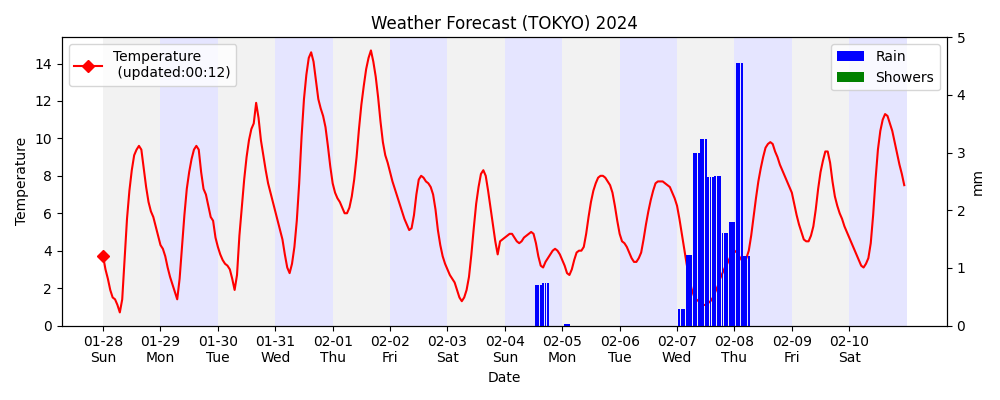 Weather Forecast (TOKYO) 2024
Temperature
(updated:00:12)
Rain
Showers
Temperature
14
12
10
8
6
4
2
0
5
4
3
2
1
0
mm
01-28 01-29 01-30 01-31 02-01 02-02 02-03 02-04 02-05 02-06 02-07 02-08 02-09 02-10
Sun Mon Tue Wed Thu Fri Sat Sun Mon Tue Wed Thu Fri Sat
Date